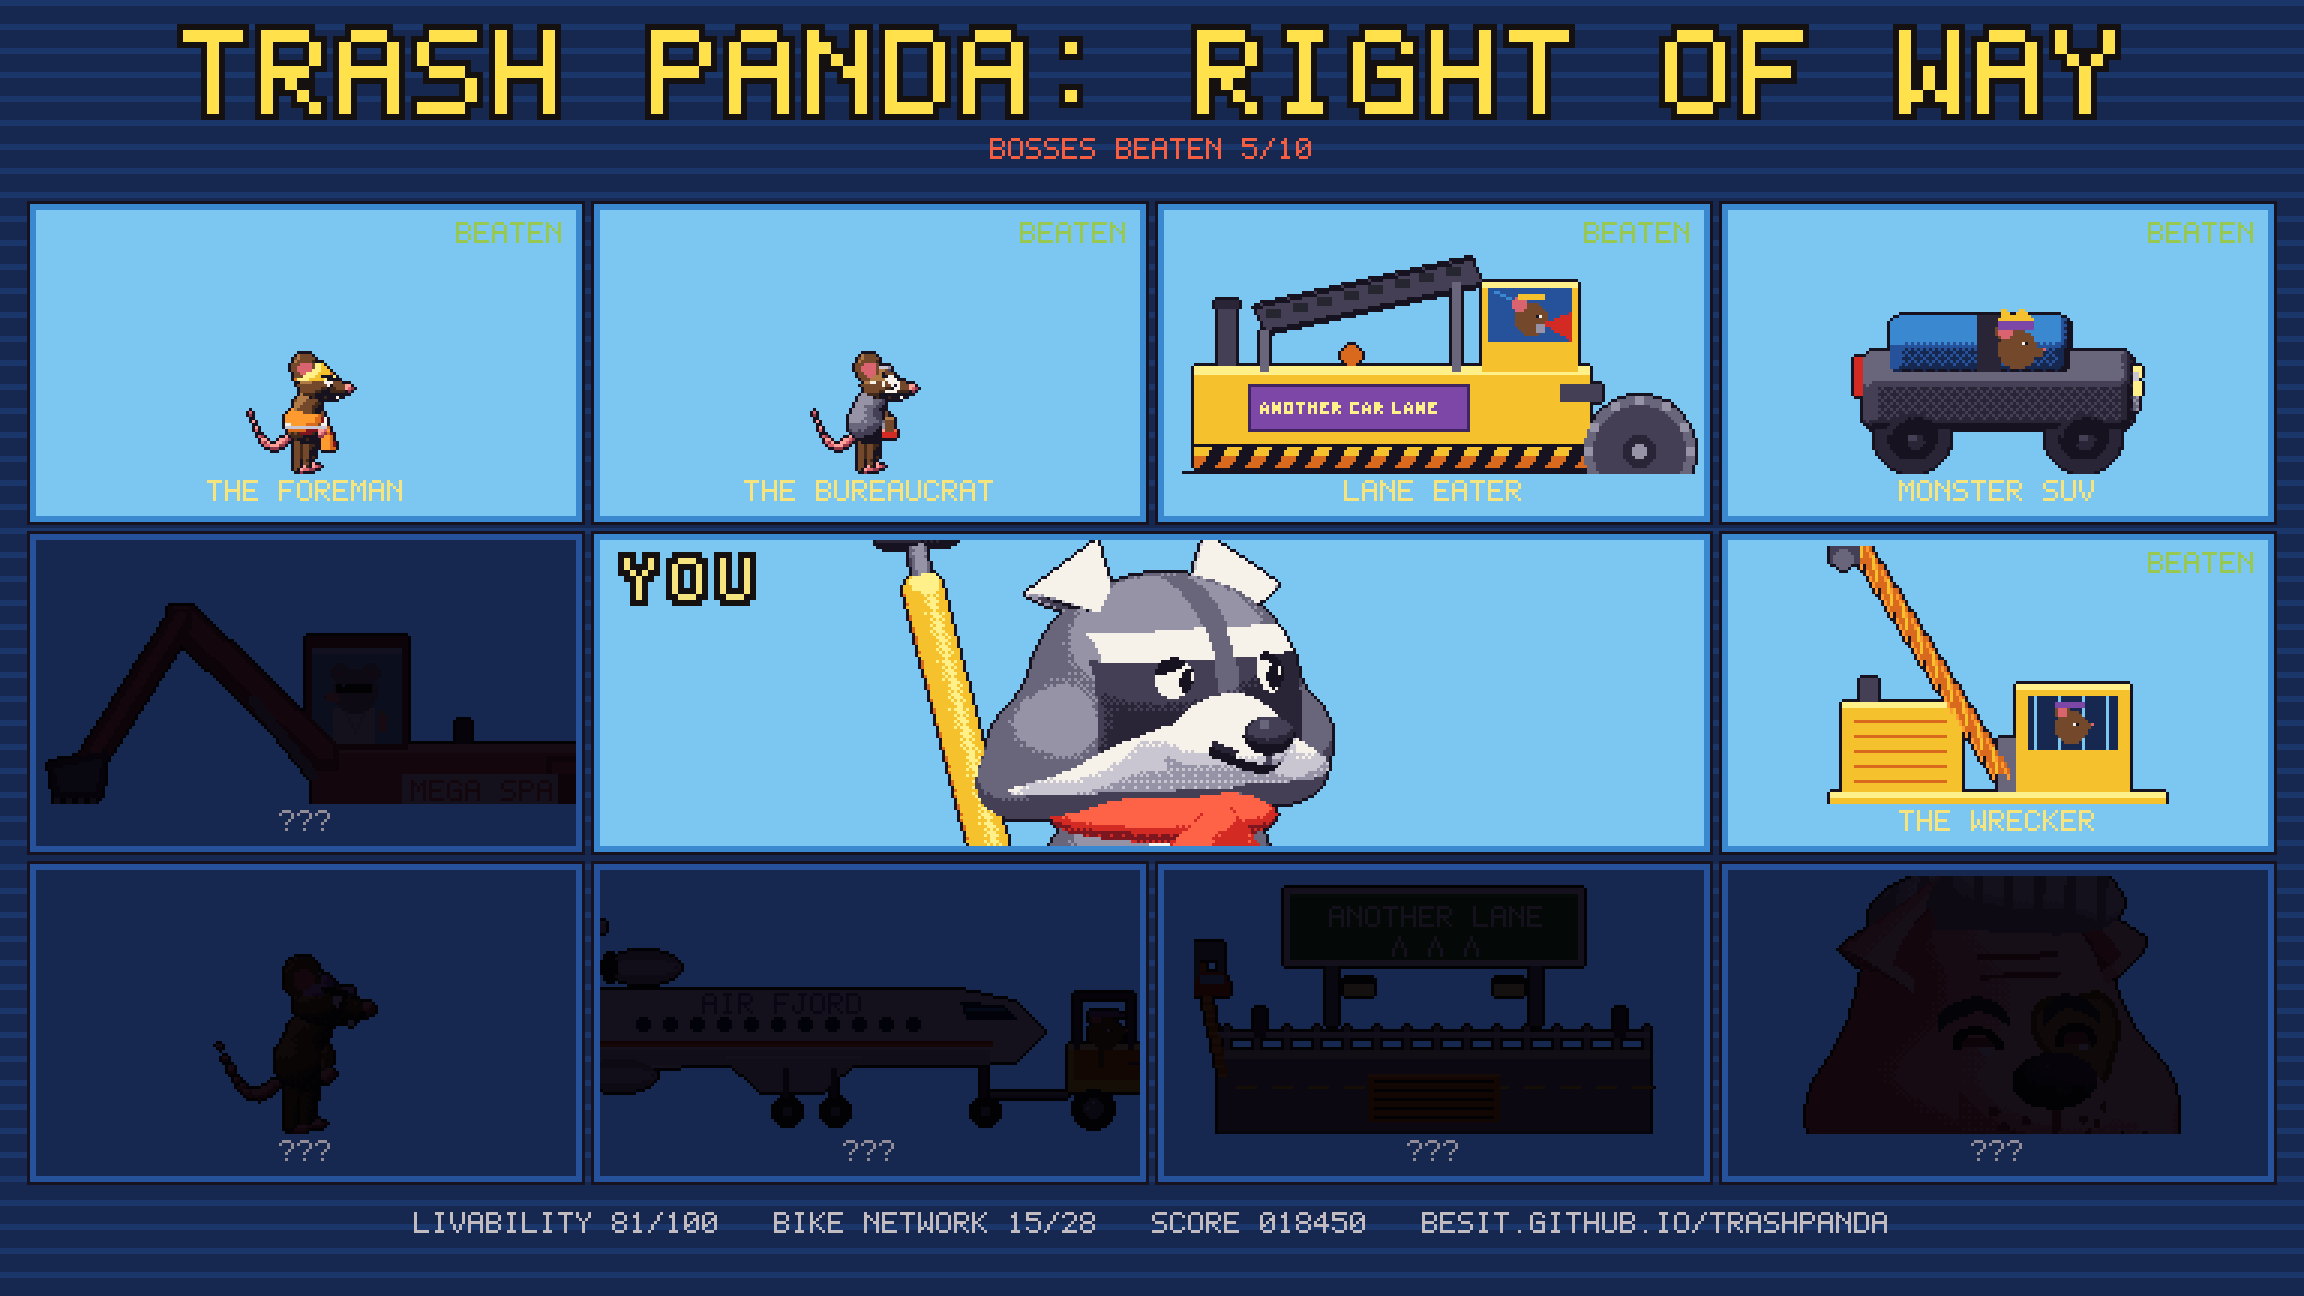 TRASH PANDA: RIGHT OF WAY
BOSSES BEATEN 5/10
BEATEN
THE FOREMAN
BEATEN
THE BUREAUCRAT
BEATEN
ANOTHER CAR LANE
LANE EATER
BEATEN
MONSTER SUV
MEGA SPA
???
YOU
BEATEN
THE WRECKER
???
AIR FJORD
???
ANOTHER LANE
???
???
LIVABILITY 81/100 BIKE NETWORK 15/28 SCORE 018450 BESIT.GITHUB.IO/TRASHPANDA